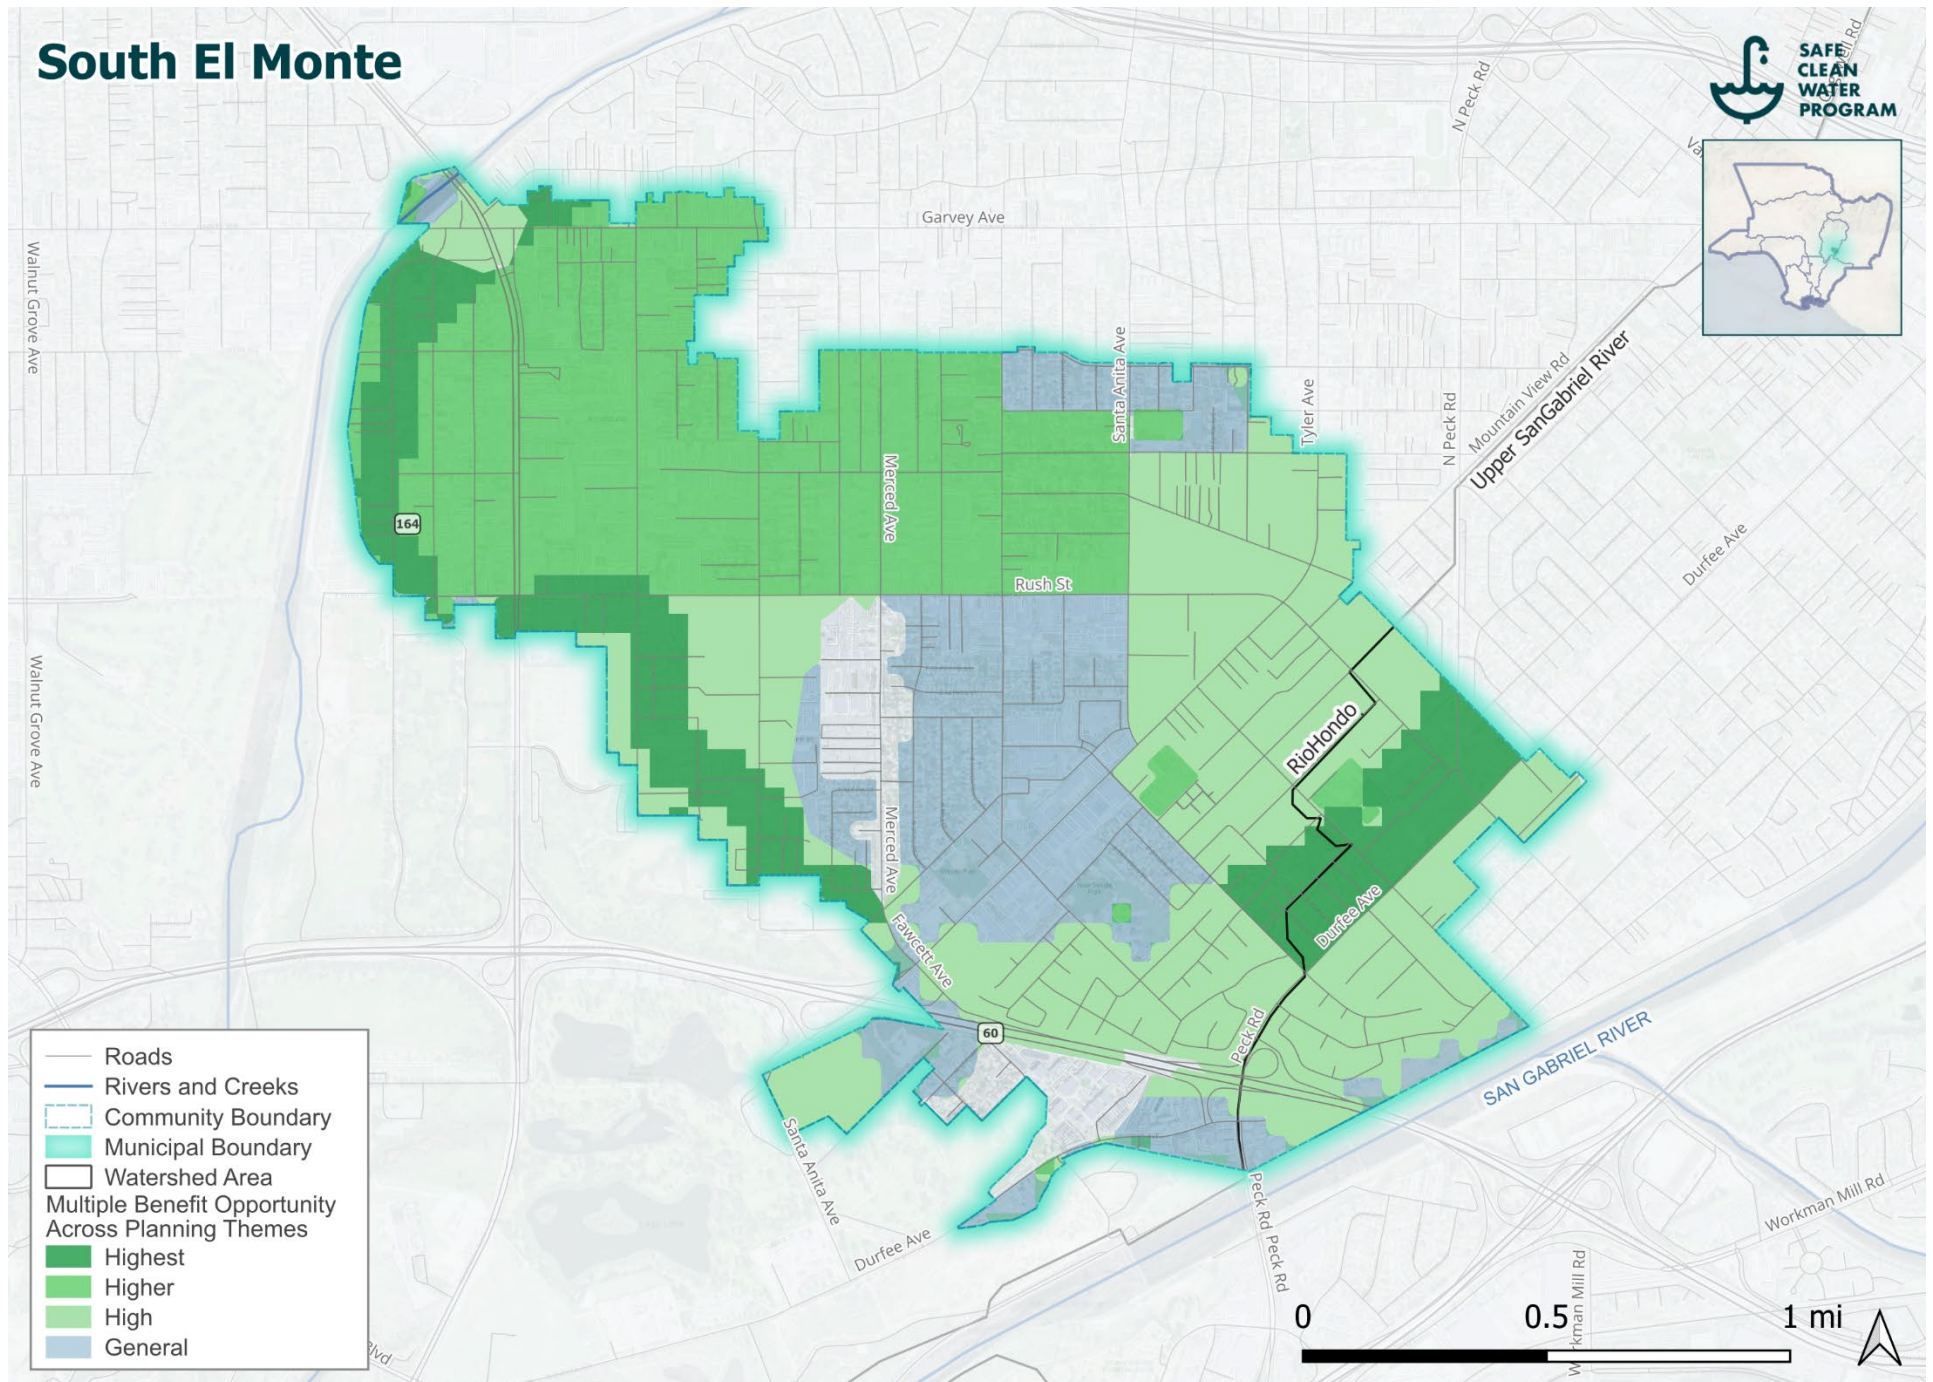 South El Monte
SAFE
CLEAN
WATER
PROGRAM
N Peck Rd
Garvey Ave
Walnut Grove Ave
Santa Anita Ave
Tyler Ave
N Peck Rd
Mountain View Rd
Upper SanGabriel River
Durfee Ave
Merced Ave
164
Rush St
Walnut Grove Ave
RioHondo
Merced Ave
Durfee Ave
Fawcett Ave
60
Peck Rd
SAN GABRIEL RIVER
Santa Anita Ave
Durfee Ave
Peck Rd
Peck Rd
Workman Mill Rd
Workman Mill Rd
Roads
Rivers and Creeks
Community Boundary
Municipal Boundary
Watershed Area
Multiple Benefit Opportunity
Across Planning Themes
Highest
Higher
High
General
0 0.5 1 mi